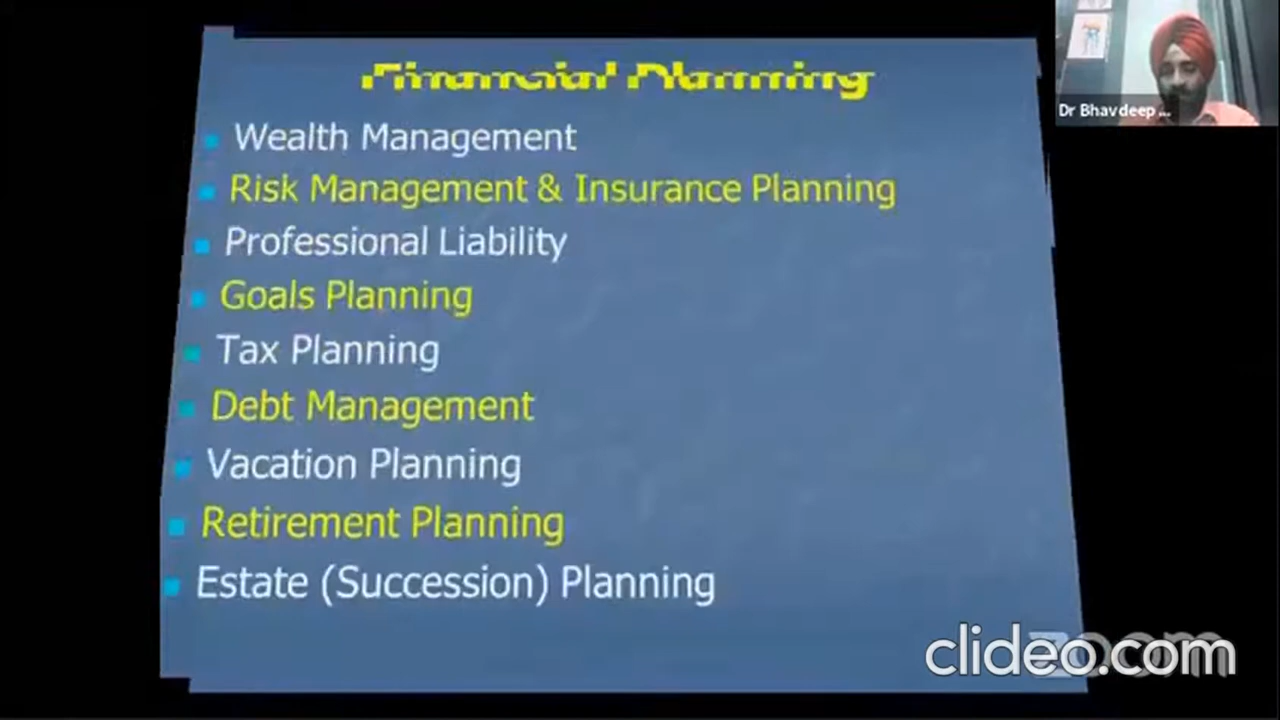 Financial Planning
Wealth Management
Risk Management & Insurance Planning
Professional Liability
Goals Planning
Tax Planning
Debt Management
Vacation Planning
Retirement Planning
Estate (Succession) Planning
Dr Bhavdeep ...
clideo.com
zoom